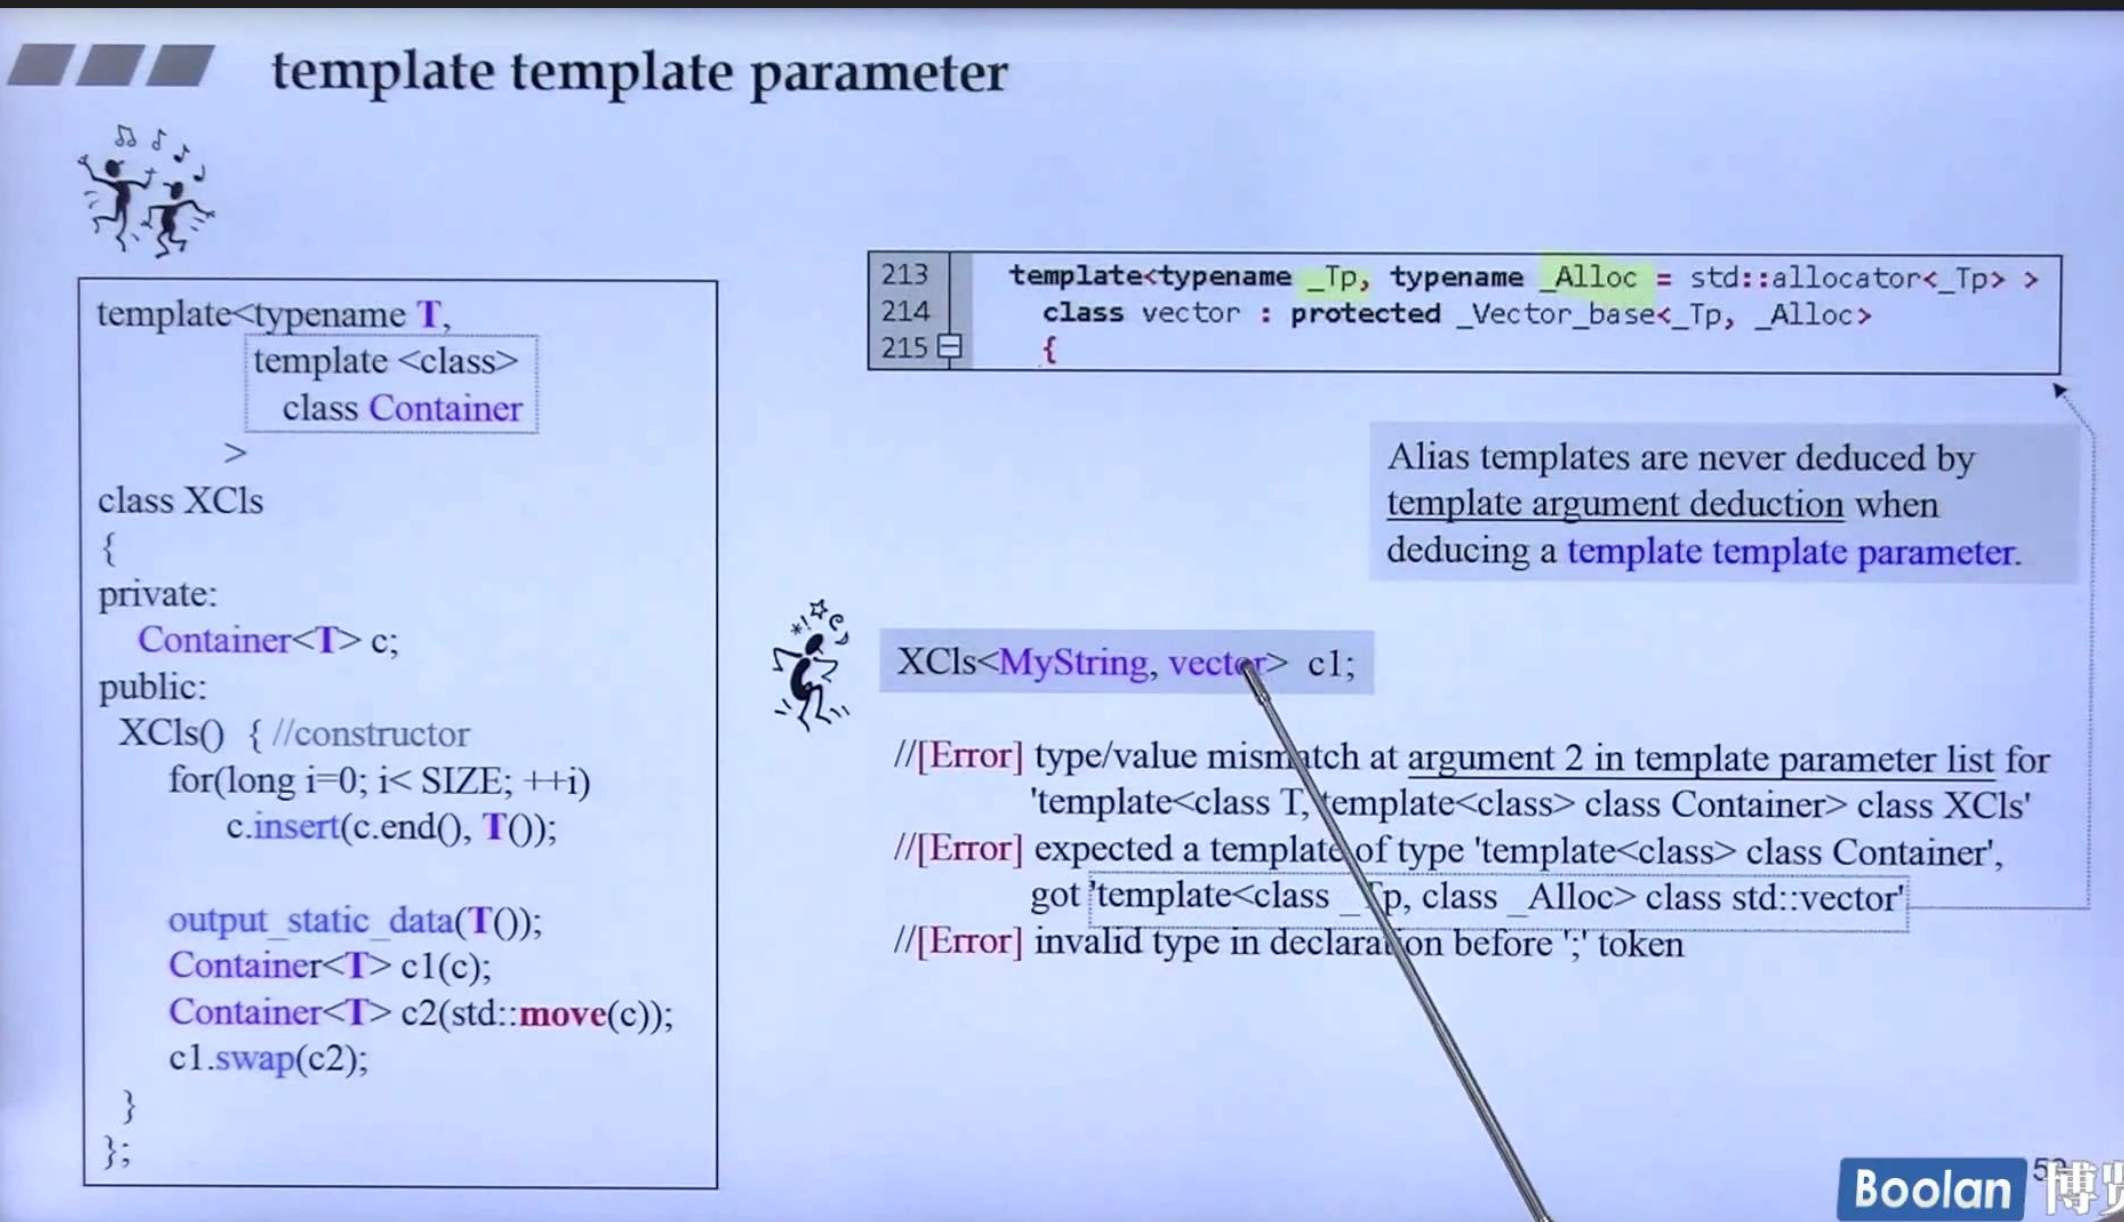 template template parameter
template<typename T,
template <class>
class Container
>
class XCls
{
private:
Container<T> c;
public:
XCls() { //constructor
for(long i=0; i< SIZE; ++i)
c.insert(c.end(), T());
output_static_data(T());
Container<T> c1(c);
Container<T> c2(std::move(c));
c1.swap(c2);
}
};
213 template<typename _Tp, typename _Alloc = std::allocator<_Tp> >
214 class vector : protected _Vector_base<_Tp, _Alloc>
215 {
Alias templates are never deduced by
template argument deduction when
deducing a template template parameter.
XCls<MyString, vector> c1;
//[Error] type/value mismatch at argument 2 in template parameter list for
'template<class T, template<class> class Container> class XCls'
//[Error] expected a template of type 'template<class> class Container',
got 'template<class _Tp, class _Alloc> class std::vector'
//[Error] invalid type in declaration before ';' token
Boolan 博览